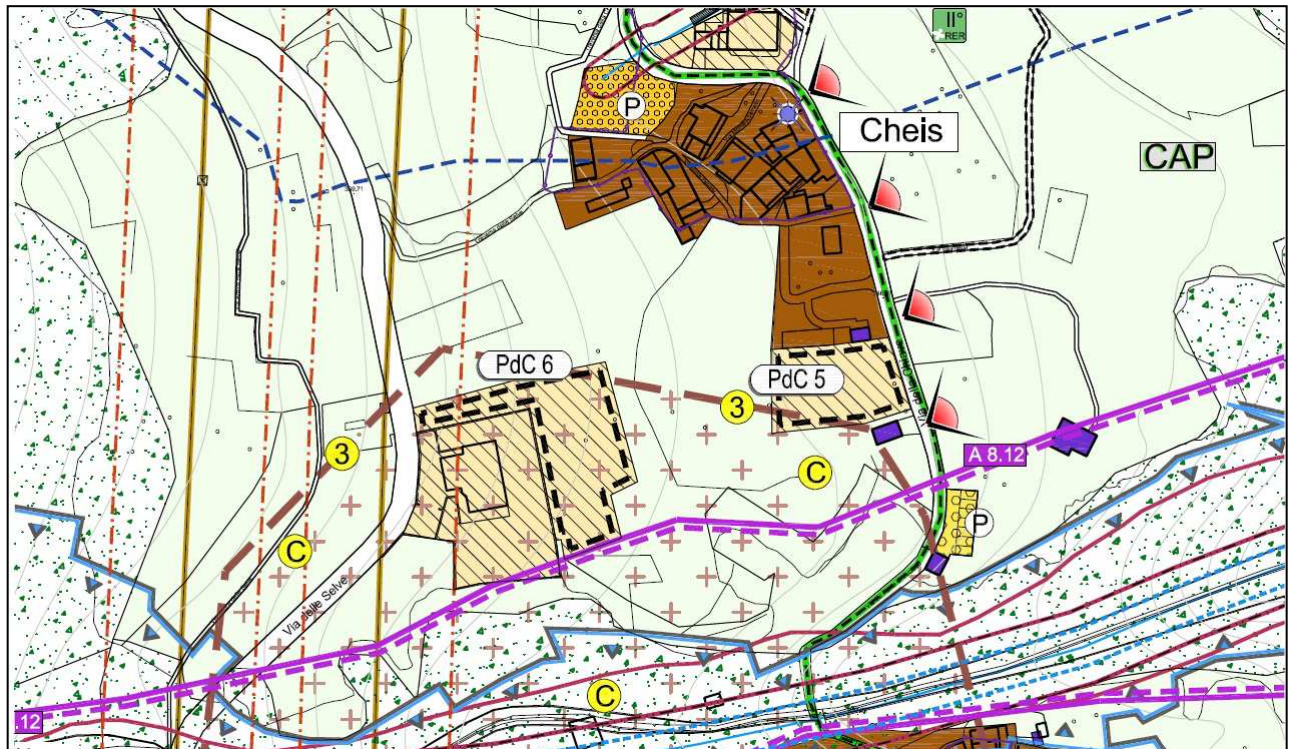 II°
RER
P
Cheis
CAP
PdC 6
PdC 5
3
3
C
A 8.12
C
P
Via delle Selve
C
.12